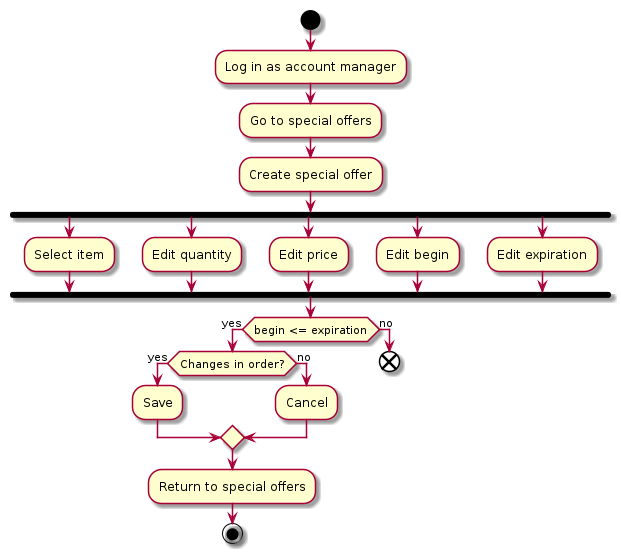 Log in as account manager
Go to special offers
Create special offer
Select item
Edit quantity
Edit price
Edit begin
Edit expiration
yes
begin <= expiration
no
yes
Changes in order?
no
Save
Cancel
Return to special offers